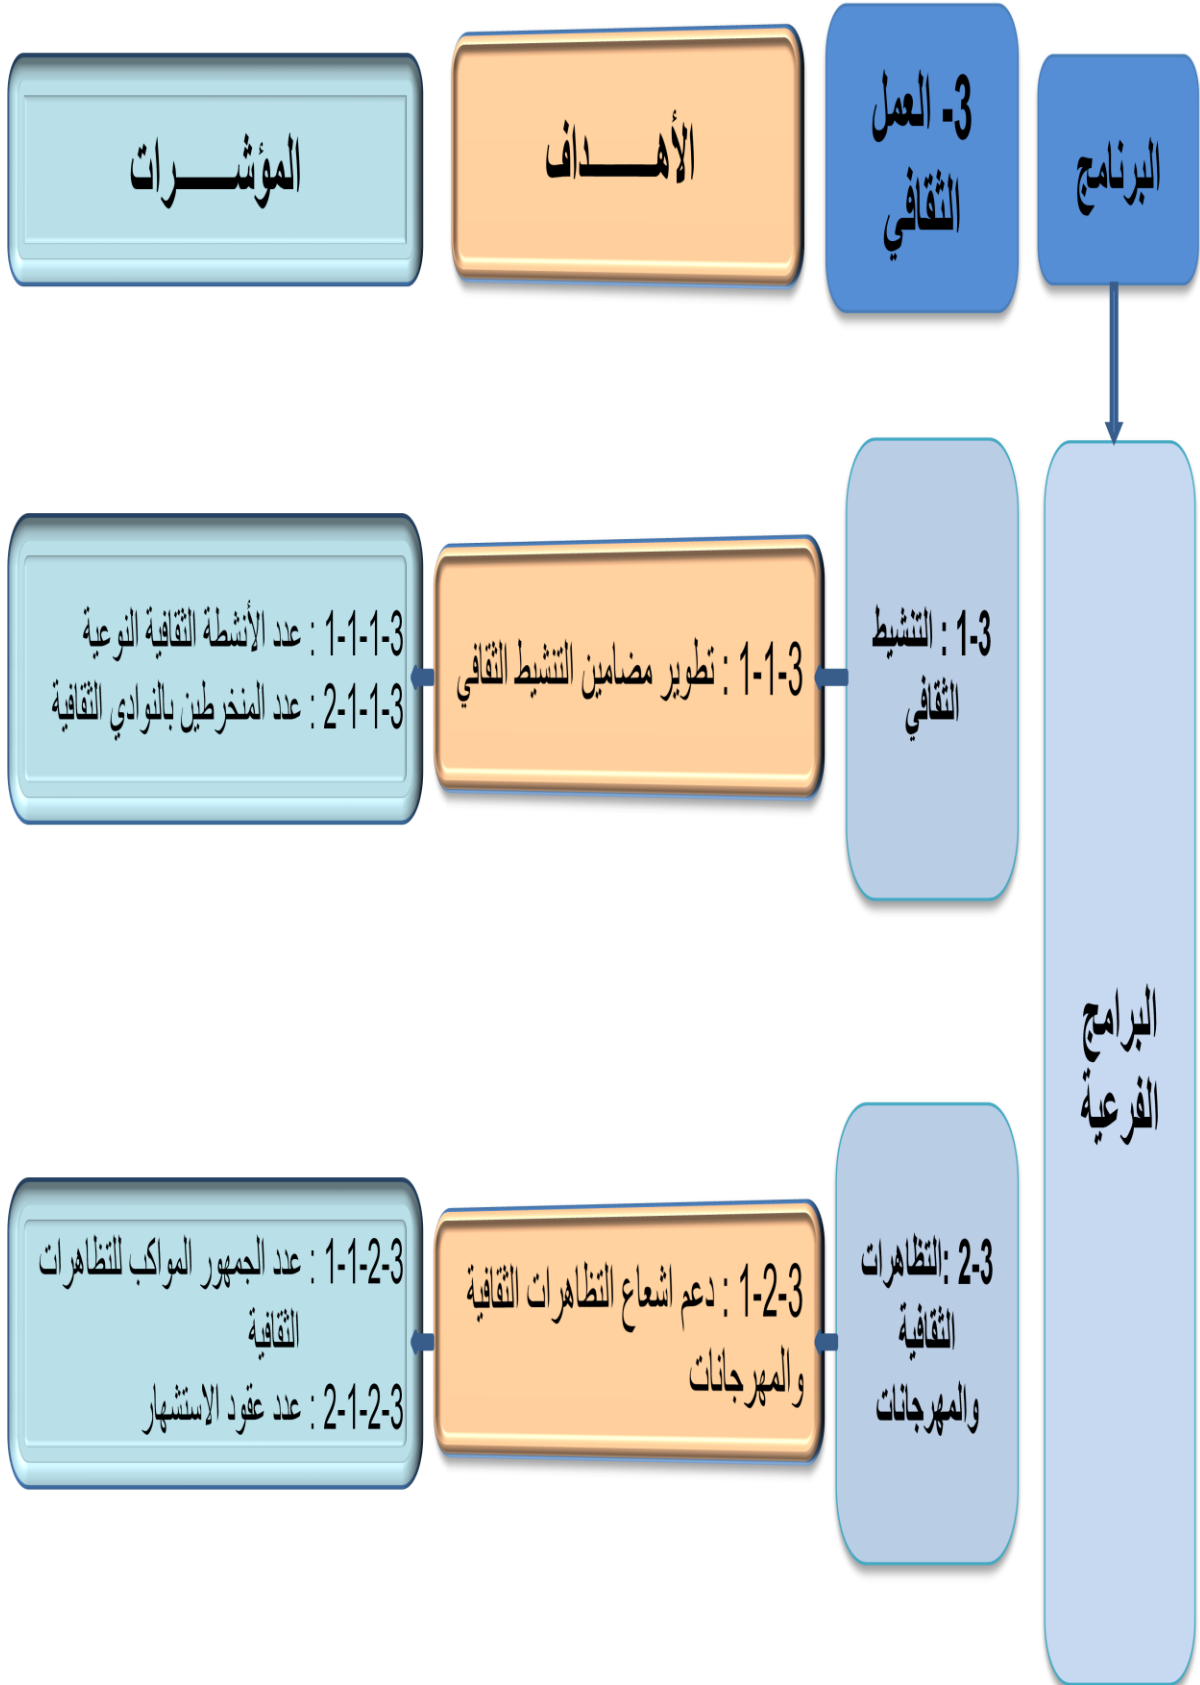 البرنامج
3- العمل
الثقافي
الأهـــــداف
المؤشـــــرات
البرامج
الفرعية
1-3 : التنشيط
الثقافي
1-1-3 : تطوير مضامين التنشيط الثقافي
1-1-1-3 : عدد الأنشطة الثقافية النوعية
2-1-1-3 : عدد المنخرطين بالنوادي الثقافية
2-3 :التظاهرات
الثقافية
والمهرجانات
1-2-3 : دعم اشعاع التظاهرات الثقافية
والمهرجانات
1-1-2-3 : عدد الجمهور المواكب للتظاهرات
الثقافية
2-1-2-3 : عدد عقود الاستشهار